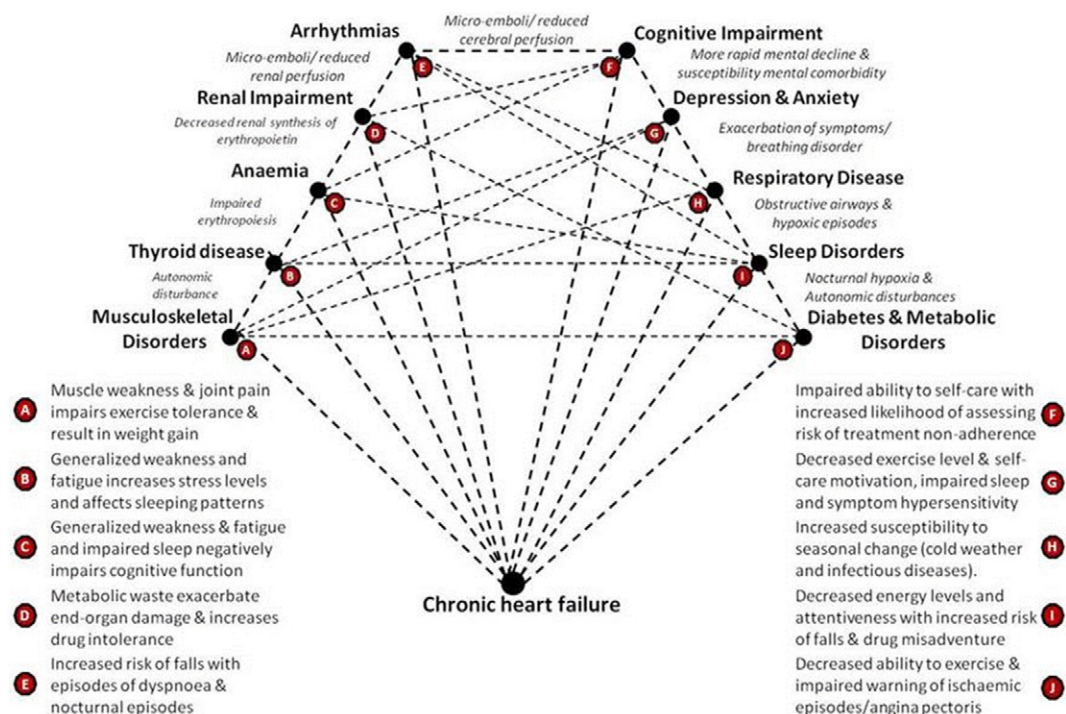 Micro-emboli/ reduced
cerebral perfusion
Arrhythmias
Cognitive Impairment
Micro-emboli/ reduced
renal perfusion
More rapid mental decline &
susceptibility mental comorbidity
E
F
Renal Impairment
Depression & Anxiety
Decreased renal synthesis of
erythropoietin
Exacerbation of symptoms/
breathing disorder
D
G
Anaemia
Respiratory Disease
Impaired
erythropoiesis
Obstructive airways &
hypoxic episodes
C
H
Thyroid disease
Sleep Disorders
Autonomic
disturbance
Nocturnal hypoxia &
Autonomic disturbances
B
I
Musculoskeletal
Disorders
Diabetes & Metabolic
Disorders
A
J
A
Muscle weakness & joint pain
impairs exercise tolerance &
result in weight gain
B
Generalized weakness and
fatigue increases stress levels
and affects sleeping patterns
C
Generalized weakness & fatigue
and impaired sleep negatively
impairs cognitive function
D
Metabolic waste exacerbate
end-organ damage & increases
drug intolerance
E
Increased risk of falls with
episodes of dyspnoea &
nocturnal episodes
Chronic heart failure
Impaired ability to self-care with
increased likelihood of assessing
risk of treatment non-adherence
F
Decreased exercise level & self-
care motivation, impaired sleep
and symptom hypersensitivity
G
Increased susceptibility to
seasonal change (cold weather
and infectious diseases).
H
Decreased energy levels and
attentiveness with increased risk
of falls & drug misadventure
I
Decreased ability to exercise &
impaired warning of ischaemic
episodes/angina pectoris
J